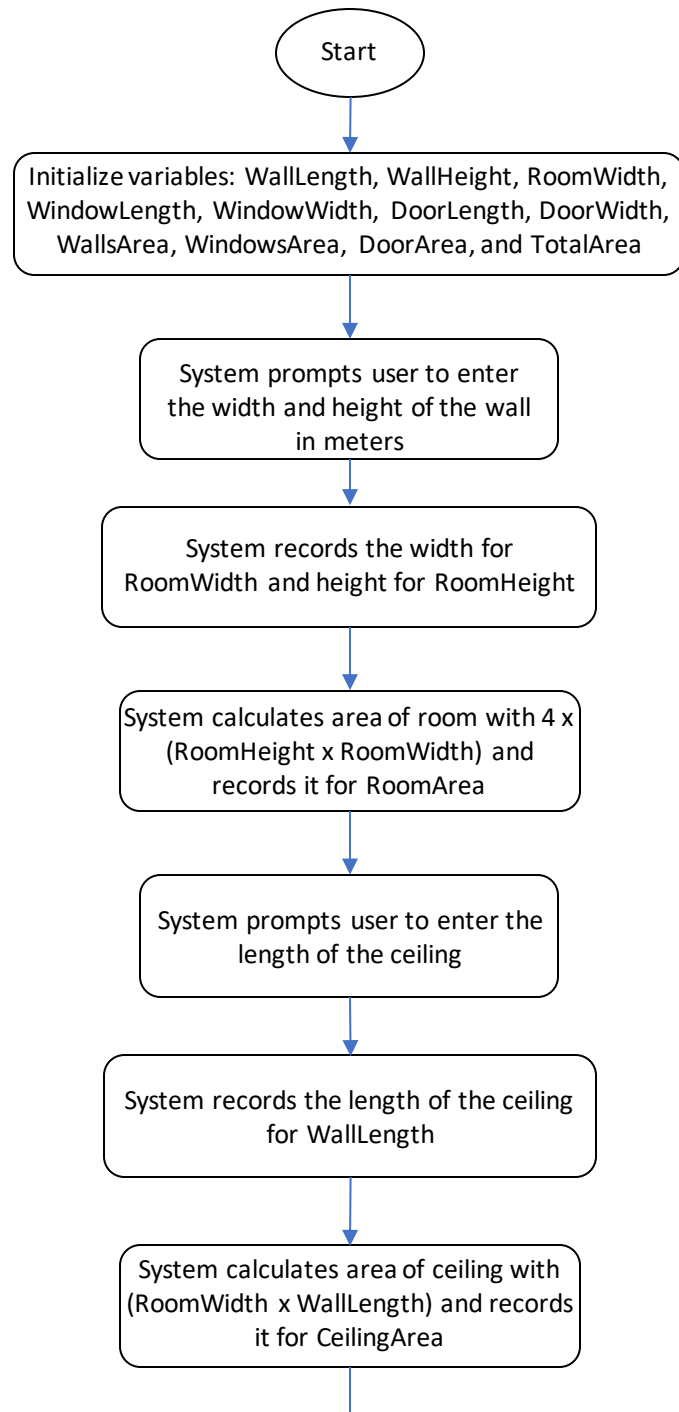 Start
Initialize variables: WallLength, WallHeight, RoomWidth,
WindowLength, WindowWidth, DoorLength, DoorWidth,
WallsArea, WindowsArea, DoorArea, and TotalArea
System prompts user to enter
the width and height of the wall
in meters
System records the width for
RoomWidth and height for RoomHeight
System calculates area of room with 4 x
(RoomHeight x RoomWidth) and
records it for RoomArea
System prompts user to enter the
length of the ceiling
System records the length of the ceiling
for WallLength
System calculates area of ceiling with
(RoomWidth x WallLength) and records
it for CeilingArea